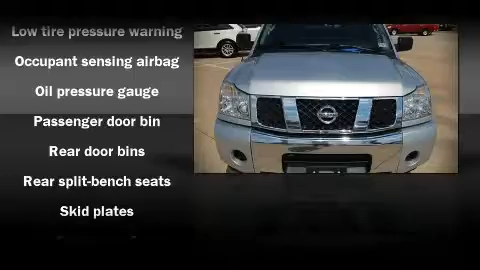 Low tire pressure warning
Occupant sensing airbag
Oil pressure gauge
Passenger door bin
Rear door bins
Rear split-bench seats
Skid plates